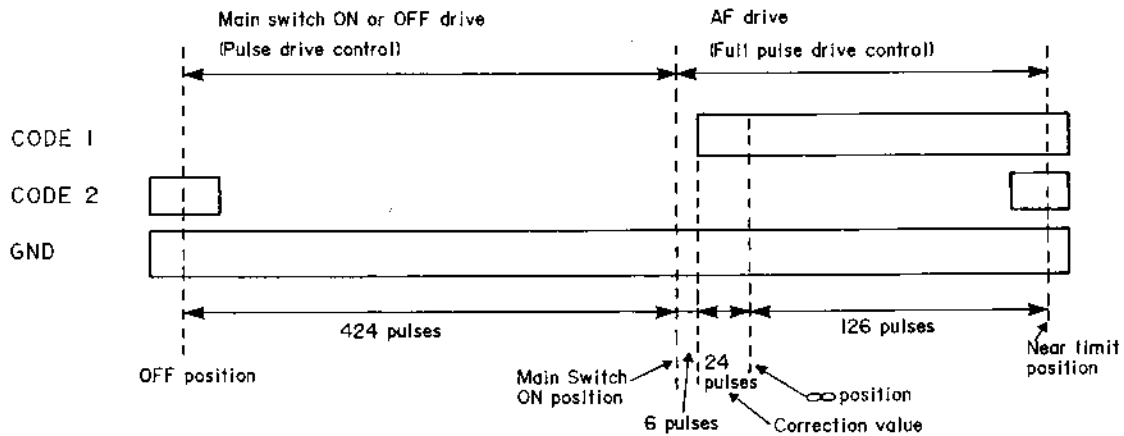 Main switch ON or OFF drive
(Pulse drive control)
AF drive
(Full pulse drive control)
CODE 1
CODE 2
GND
424 pulses
126 pulses
OFF position
Main Switch
ON position
6 pulses
24
pulses
∞ position
Correction value
Near limit
position